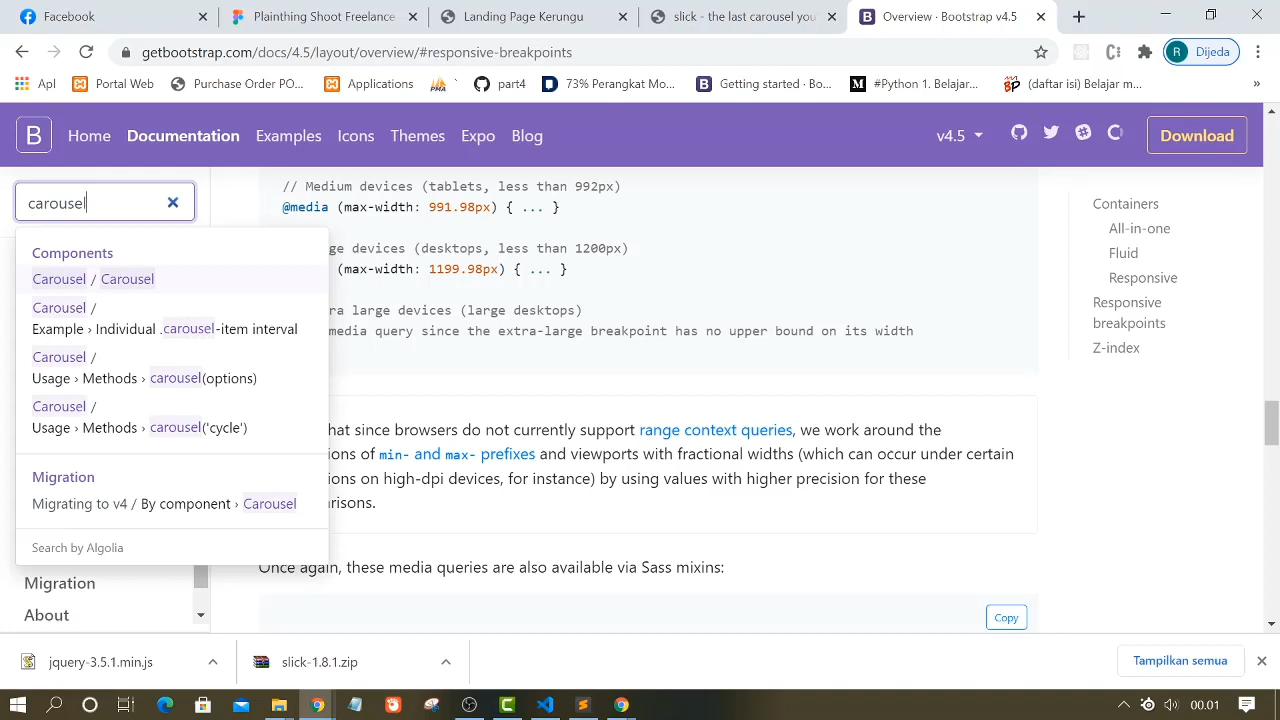 Facebook
Plainthing Shoot Freelance
Landing Page Kerungu
slick - the last carousel you
Overview · Bootstrap v4.5
getbootstrap.com/docs/4.5/layout/overview/#responsive-breakpoints
R Dijeda
Apl
Portal Web
Purchase Order PO...
Applications
PMA
part4
73% Perangkat Mo...
Getting started · Bo...
#Python 1. Belajar...
(daftar isi) Belajar m...
»
B Home Documentation Examples Icons Themes Expo Blog
v4.5
Download
carousel
Components
Carousel / Carousel
Carousel /
Example › Individual .carousel-item interval
Carousel /
Usage › Methods › carousel(options)
Carousel /
Usage › Methods › carousel('cycle')
Migration
Migrating to v4 / By component › Carousel
Search by Algolia
Migration
About
// Medium devices (tablets, less than 992px)
@media (max-width: 991.98px) { ... }
ge devices (desktops, less than 1200px)
(max-width: 1199.98px) { ... }
ra large devices (large desktops)
media query since the extra-large breakpoint has no upper bound on its width
hat since browsers do not currently support range context queries, we work around the
ions of min- and max- prefixes and viewports with fractional widths (which can occur under certain
ions on high-dpi devices, for instance) by using values with higher precision for these
arisons.
Once again, these media queries are also available via Sass mixins:
Copy
Containers
All-in-one
Fluid
Responsive
Responsive
breakpoints
Z-index
jquery-3.5.1.min.js
slick-1.8.1.zip
Tampilkan semua
00.01